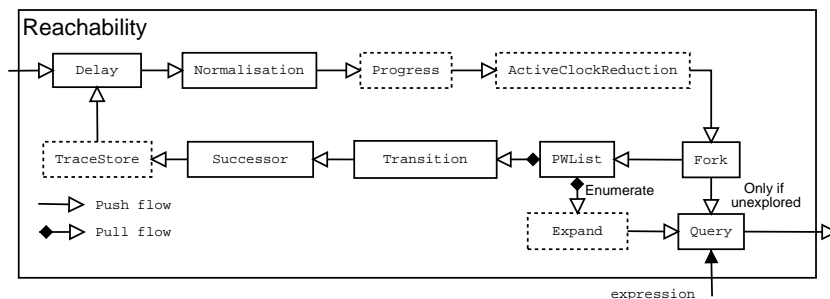 Reachability
Delay
Normalisation
Progress
ActiveClockReduction
TraceStore
Successor
Transition
PWList
Fork
Enumerate
Only if
unexplored
Push flow
Pull flow
Expand
Query
expression